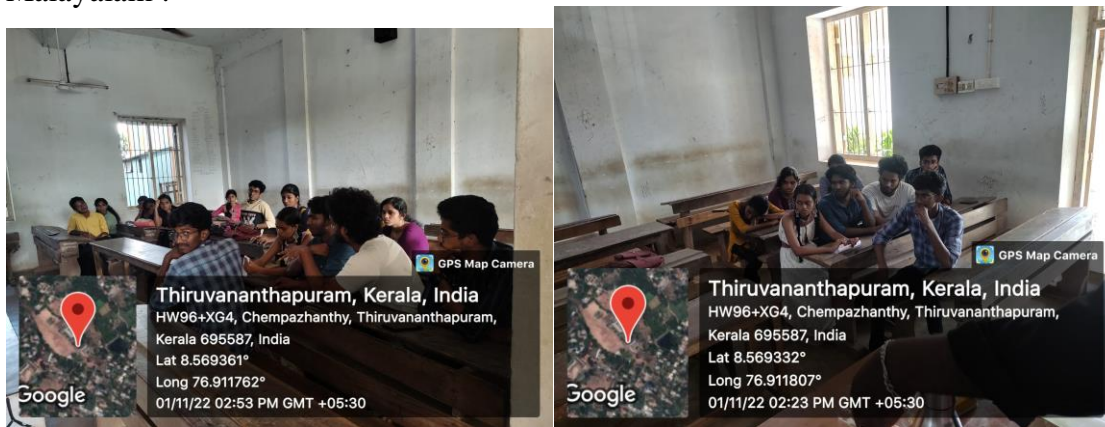 Malayalam .
GPS Map Camera
Thiruvananthapuram, Kerala, India
HW96+XG4, Chempazhanthy, Thiruvananthapuram,
Kerala 695587, India
Lat 8.569361°
Long 76.911762°
01/11/22 02:53 PM GMT +05:30
Google
GPS Map Camera
Thiruvananthapuram, Kerala, India
HW96+XG4, Chempazhanthy, Thiruvananthapuram,
Kerala 695587, India
Lat 8.569332°
Long 76.911807°
01/11/22 02:23 PM GMT +05:30
Google